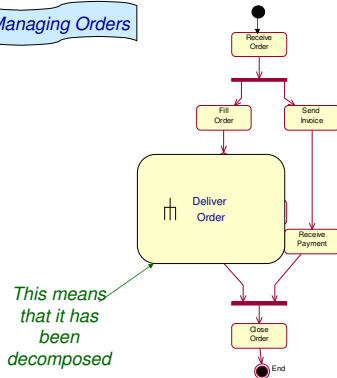 Managing Orders
Receive
Order
Fill
Order
Send
Invoice
Deliver
Order
Receive
Payment
This means
that it has
been
decomposed
Close
Order
End